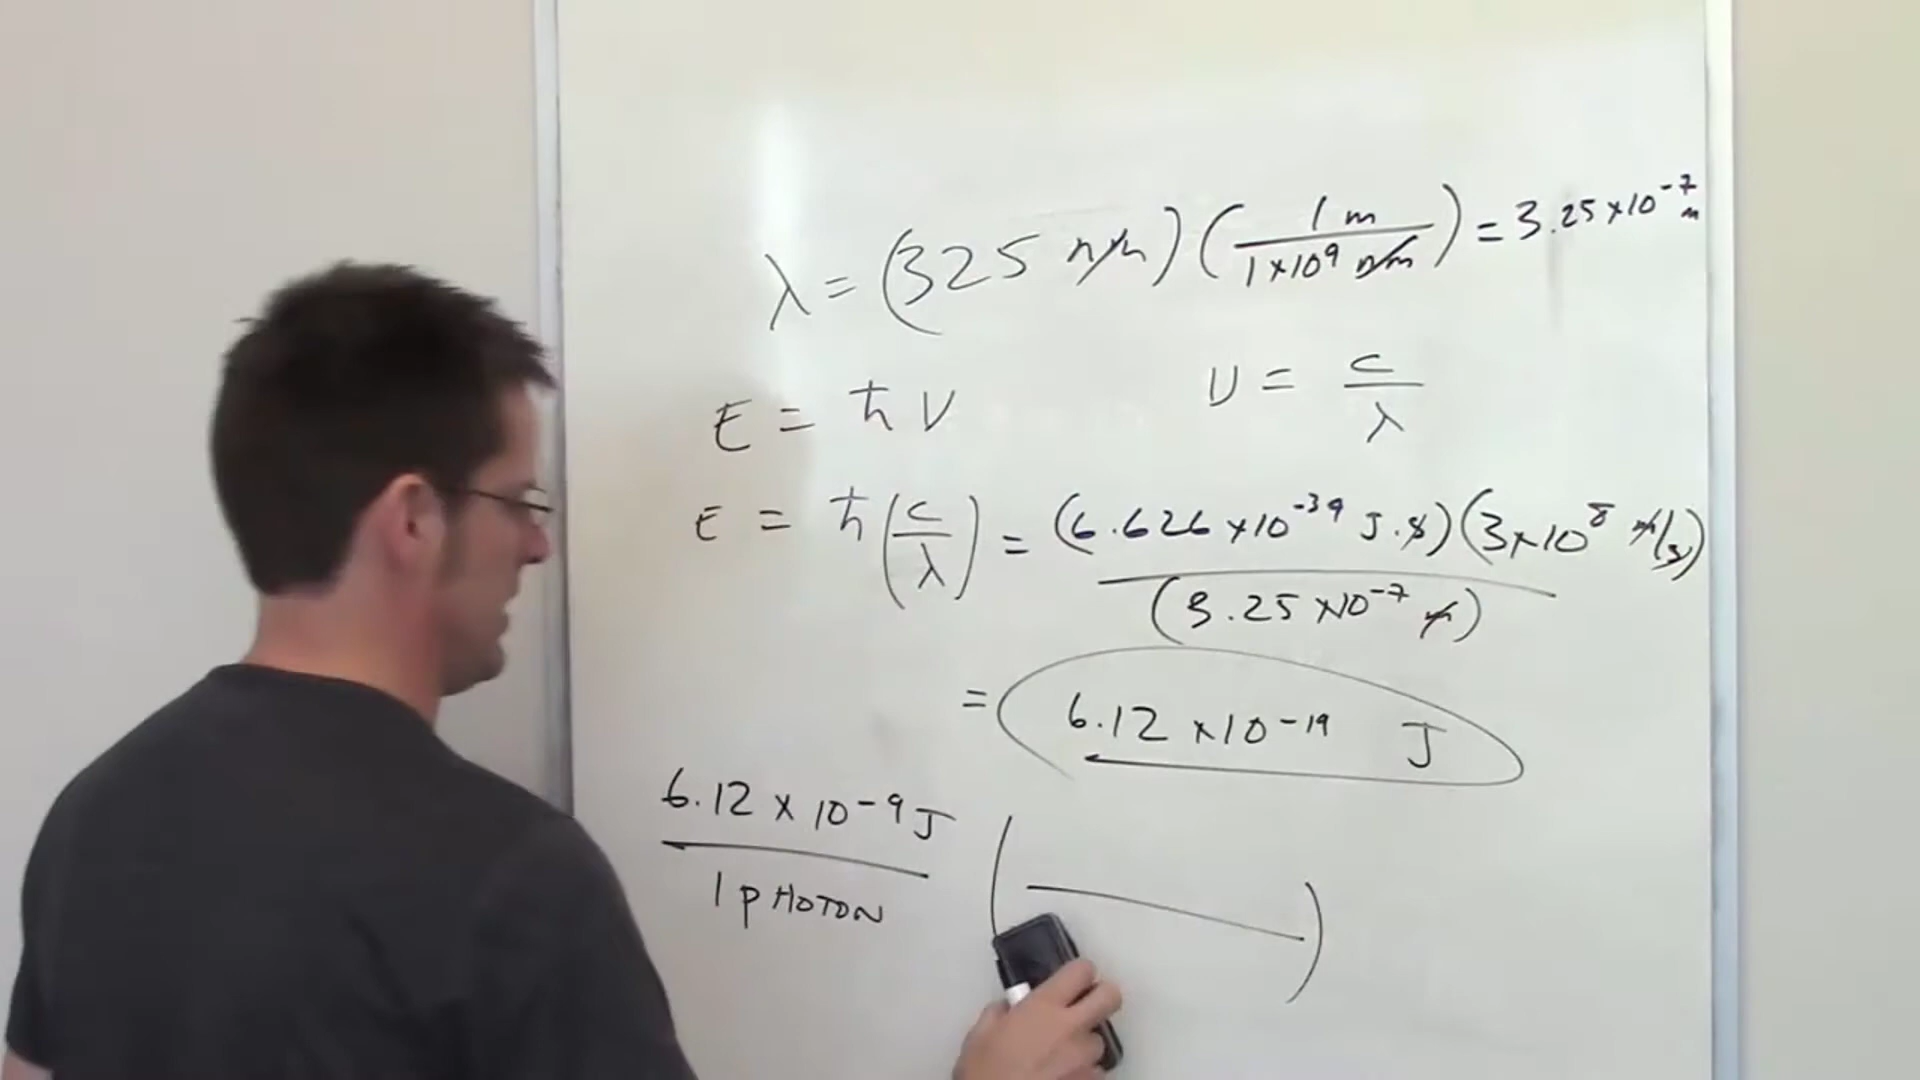 λ = (325 nm) (1 m / 1×10⁹ nm) = 3.25 ×10⁻⁷ m
E = ħ ν
ν = c / λ
E = ħ (c / λ) = (6.626 ×10⁻³⁴ J·s)(3×10⁸ m/s) / (3.25 ×10⁻⁷ m)
= 6.12 ×10⁻¹⁹ J
6.12 × 10⁻⁹ J / 1 PHOTON ( )